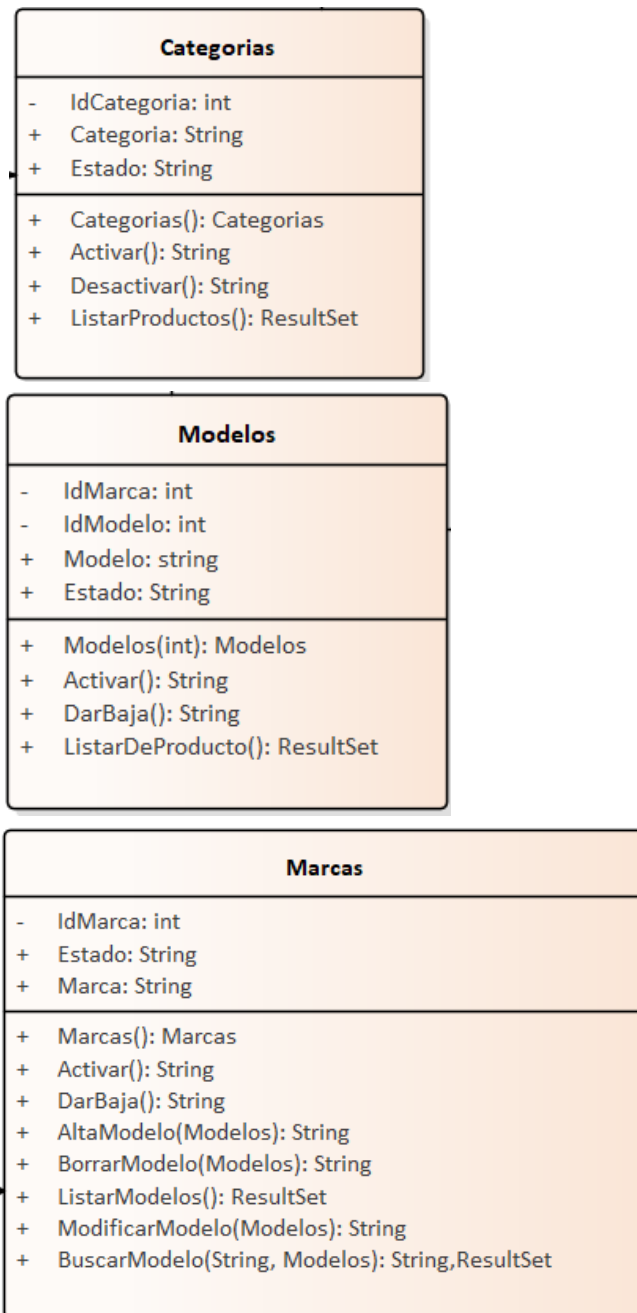 Categorias
- IdCategoria: int
+ Categoria: String
+ Estado: String
+ Categorias(): Categorias
+ Activar(): String
+ Desactivar(): String
+ ListarProductos(): ResultSet
Modelos
- IdMarca: int
- IdModelo: int
+ Modelo: string
+ Estado: String
+ Modelos(int): Modelos
+ Activar(): String
+ DarBaja(): String
+ ListarDeProducto(): ResultSet
Marcas
- IdMarca: int
+ Estado: String
+ Marca: String
+ Marcas(): Marcas
+ Activar(): String
+ DarBaja(): String
+ AltaModelo(Modelos): String
+ BorrarModelo(Modelos): String
+ ListarModelos(): ResultSet
+ ModificarModelo(Modelos): String
+ BuscarModelo(String, Modelos): String,ResultSet